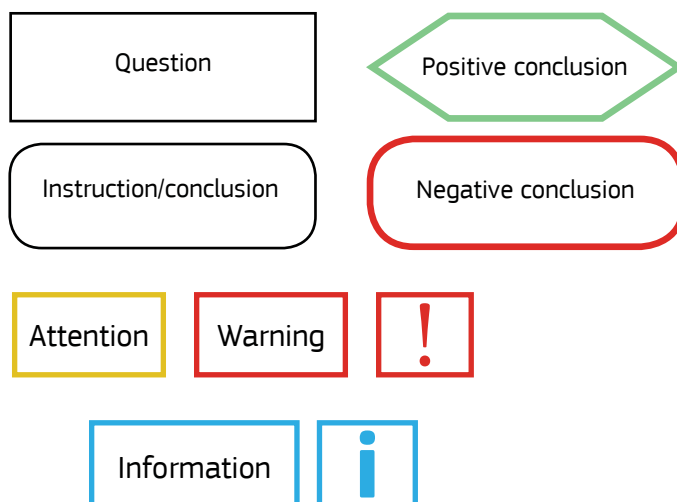 Question
Positive conclusion
Instruction/conclusion
Negative conclusion
Attention
Warning
!
Information
i